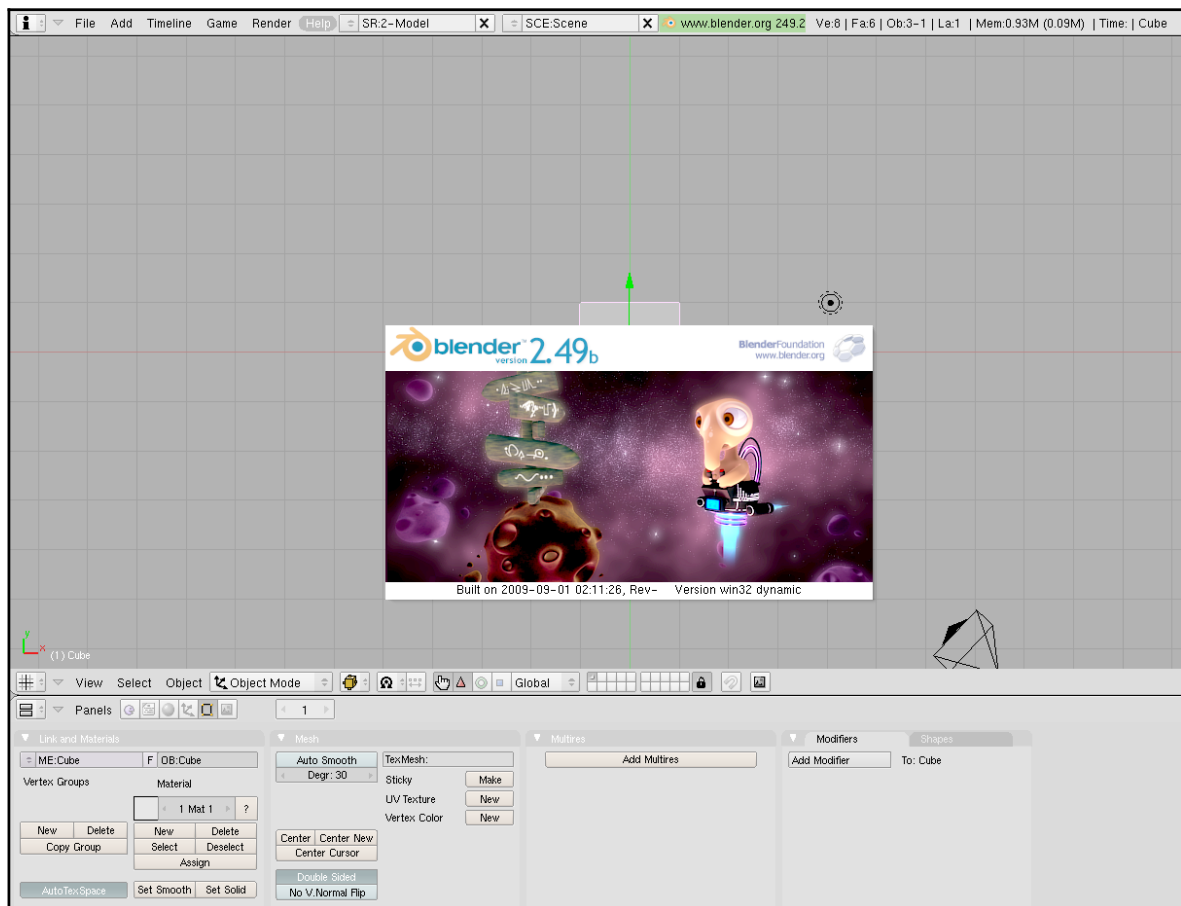 File Add Timeline Game Render Help SR:2-Model X SCE:Scene X www.blender.org 249.2 Ve:8 | Fa:6 | Ob:3-1 | La:1 | Mem:0.93M (0.09M) | Time: | Cube
blender™ version 2.49b
BlenderFoundation
www.blender.org
Built on 2009-09-01 02:11:26, Rev- Version win32 dynamic
y
x
(1) Cube
View Select Object Object Mode Global
Panels 1
Link and Materials Mesh Multires Modifiers Shapes
ME:Cube F OB:Cube Auto Smooth TexMesh: Add Multires Add Modifier To: Cube
Degr: 30
Vertex Groups Material Sticky Make
1 Mat 1 ? UV Texture New
Vertex Color New
New Delete New Delete Center Center New
Copy Group Select Deselect Center Cursor
Assign
Double Sided
AutoTexSpace Set Smooth Set Solid No V.Normal Flip